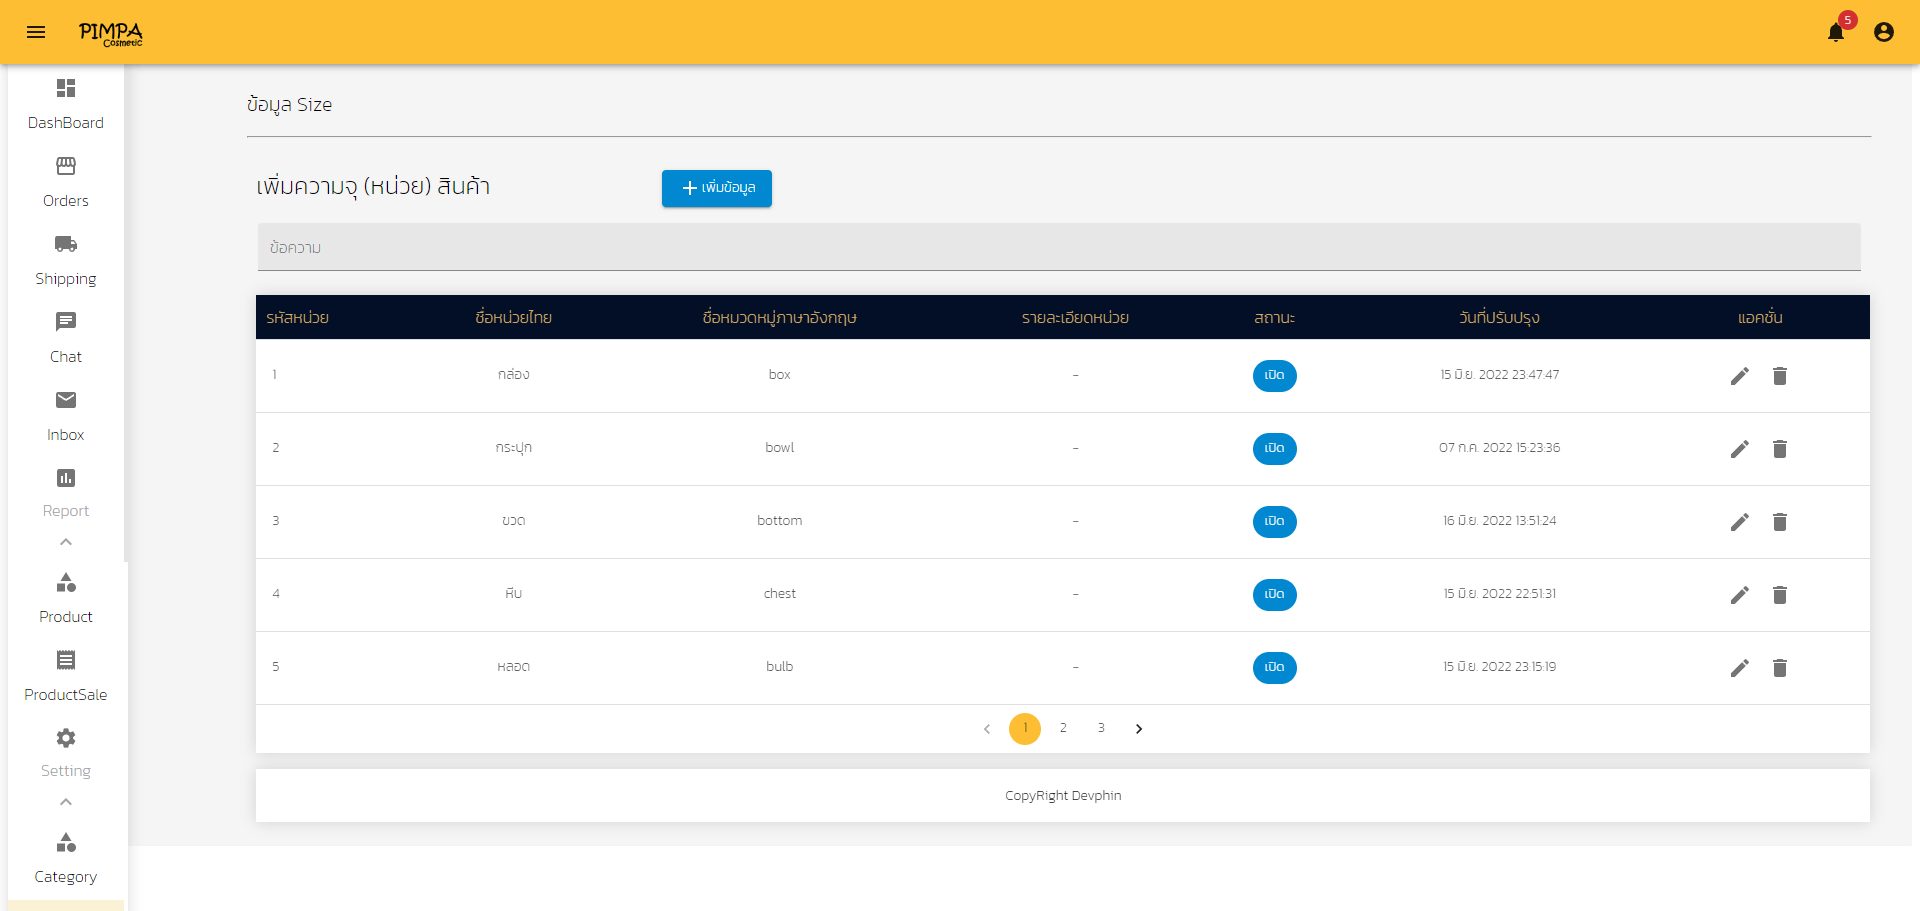 PIMPA
Cosmetic
5
DashBoard
Orders
Shipping
Chat
Inbox
Report
Product
ProductSale
Setting
Category
ข้อมูล Size
เพิ่มความจุ (หน่วย) สินค้า
เพิ่มข้อมูล
ข้อความ
รหัสหน่วย ชื่อหน่วยไทย ชื่อหมวดหมู่ภาษาอังกฤษ รายละเอียดหน่วย สถานะ วันที่ปรับปรุง แอคชั่น
1 กล่อง box - เปิด 15 มิ.ย. 2022 23:47:47
2 กระปุก bowl - เปิด 07 ก.ค. 2022 15:23:36
3 ขวด bottom - เปิด 16 มิ.ย. 2022 13:51:24
4 หีบ chest - เปิด 15 มิ.ย. 2022 22:51:31
5 หลอด bulb - เปิด 15 มิ.ย. 2022 23:15:19
1 2 3
CopyRight Devphin